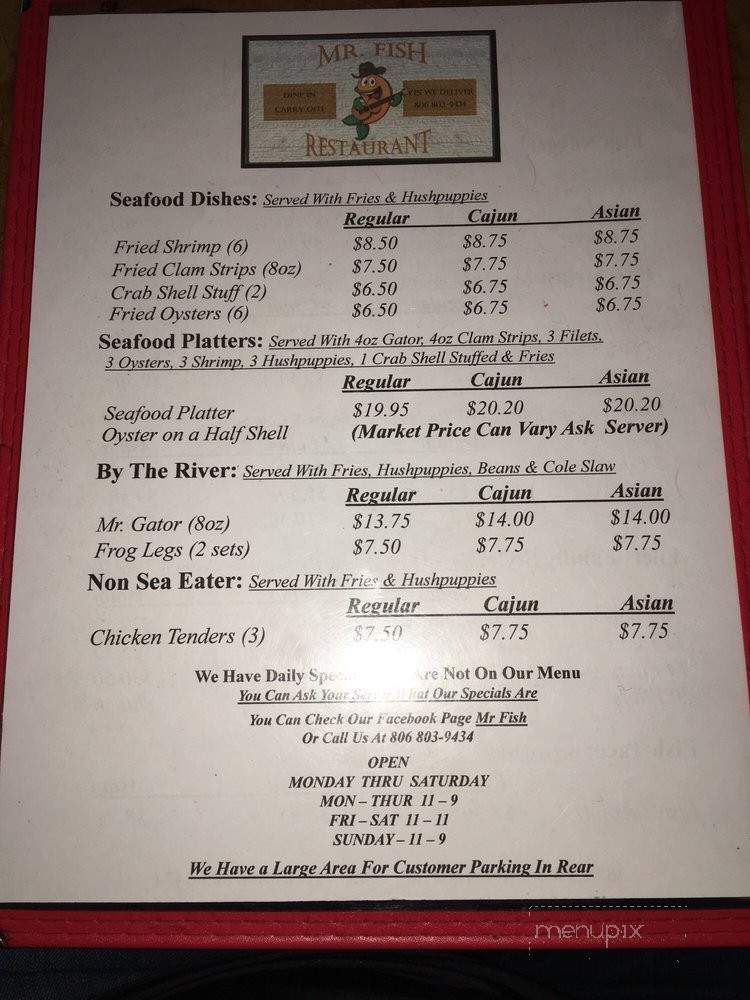 MR. FISH
DINE IN
CARRY OUT
YES WE DELIVER
806 803-9434
RESTAURANT
Seafood Dishes: Served With Fries & Hushpuppies
Regular Cajun Asian
Fried Shrimp (6) $8.50 $8.75 $8.75
Fried Clam Strips (8oz) $7.50 $7.75 $7.75
Crab Shell Stuff (2) $6.50 $6.75 $6.75
Fried Oysters (6) $6.50 $6.75 $6.75
Seafood Platters: Served With 4oz Gator, 4oz Clam Strips, 3 Filets,
3 Oysters, 3 Shrimp, 3 Hushpuppies, 1 Crab Shell Stuffed & Fries
Regular Cajun Asian
Seafood Platter $19.95 $20.20 $20.20
Oyster on a Half Shell (Market Price Can Vary Ask Server)
By The River: Served With Fries, Hushpuppies, Beans & Cole Slaw
Regular Cajun Asian
Mr. Gator (8oz) $13.75 $14.00 $14.00
Frog Legs (2 sets) $7.50 $7.75 $7.75
Non Sea Eater: Served With Fries & Hushpuppies
Regular Cajun Asian
Chicken Tenders (3) $7.50 $7.75 $7.75
We Have Daily Are Not On Our Menu
You Can Ask Your Server What Our Specials Are
You Can Check Our Facebook Page Mr Fish
Or Call Us At 806 803-9434
OPEN
MONDAY THRU SATURDAY
MON – THUR 11 – 9
FRI – SAT 11 – 11
SUNDAY – 11 – 9
We Have a Large Area For Customer Parking In Rear
menupix